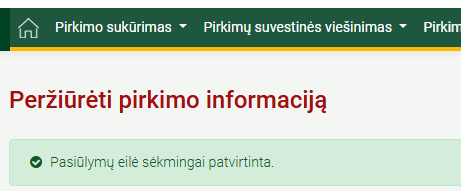 Pirkimo sukūrimas Pirkimų suvestinės viešinimas Pirkim
Peržiūrėti pirkimo informaciją
Pasiūlymų eilė sėkmingai patvirtinta.